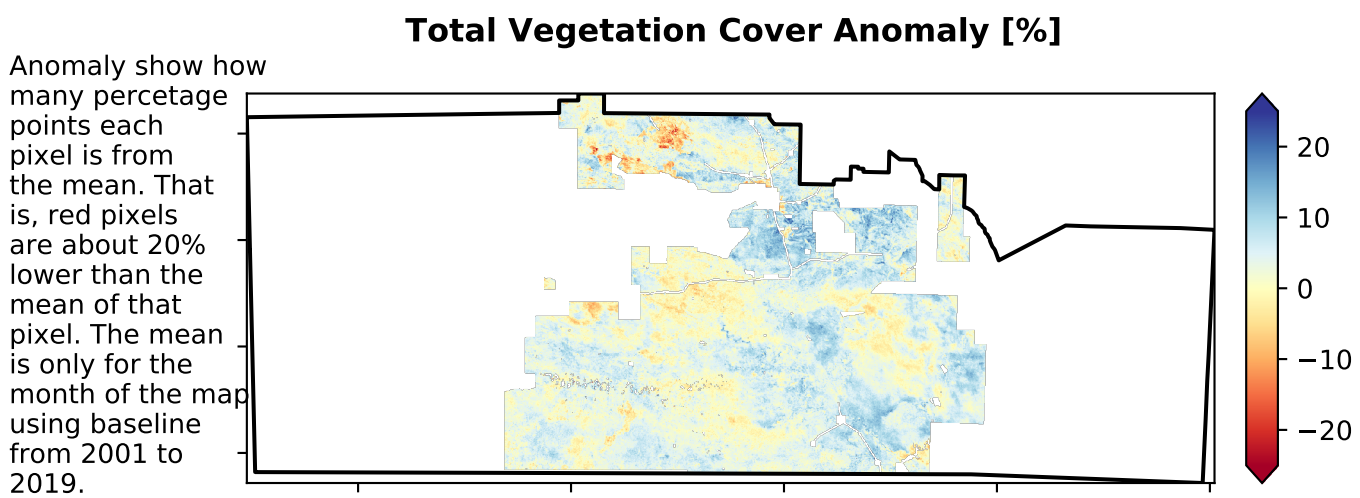 Total Vegetation Cover Anomaly [%]
Anomaly show how
many percetage
points each
pixel is from
the mean. That
is, red pixels
are about 20%
lower than the
mean of that
pixel. The mean
is only for the
month of the map
using baseline
from 2001 to
2019.
20
10
0
−10
−20